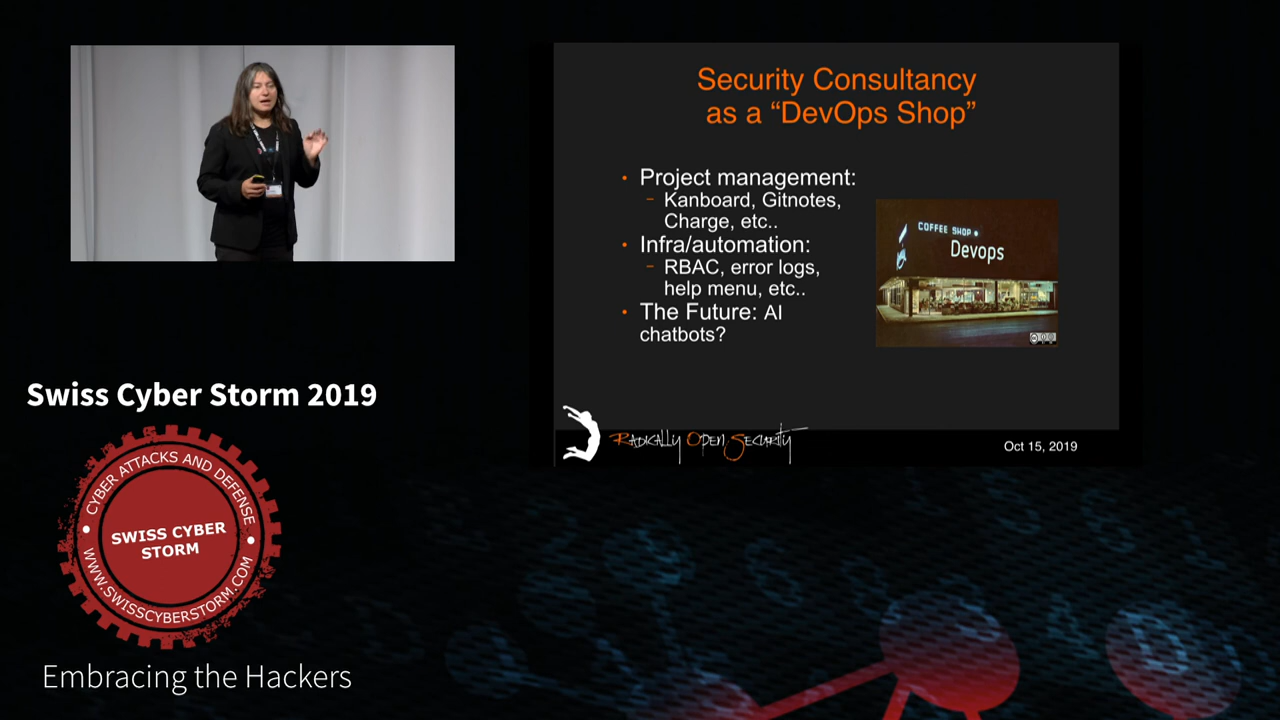 Security Consultancy
as a “DevOps Shop”
• Project management:
– Kanboard, Gitnotes,
Charge, etc..
• Infra/automation:
– RBAC, error logs,
help menu, etc..
• The Future: AI
chatbots?
COFFEE SHOP
Devops
Radically Open Security
Oct 15, 2019
Swiss Cyber Storm 2019
CYBER ATTACKS AND DEFENSE
SWISS CYBER
STORM
WWW.SWISSCYBERSTORM.COM
Embracing the Hackers